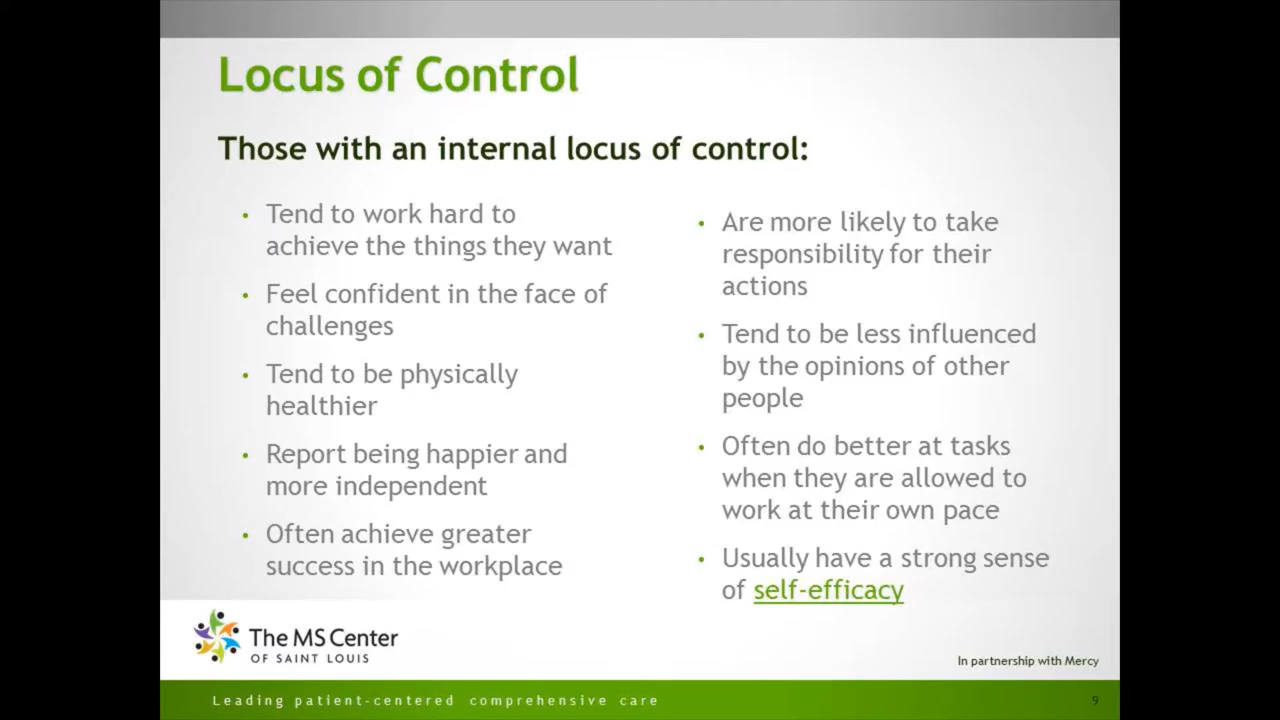 Locus of Control
Those with an internal locus of control:
• Tend to work hard to
achieve the things they want
• Feel confident in the face of
challenges
• Tend to be physically
healthier
• Report being happier and
more independent
• Often achieve greater
success in the workplace
• Are more likely to take
responsibility for their
actions
• Tend to be less influenced
by the opinions of other
people
• Often do better at tasks
when they are allowed to
work at their own pace
• Usually have a strong sense
of self-efficacy
The MS Center
OF SAINT LOUIS
In partnership with Mercy
Leading patient-centered comprehensive care
9